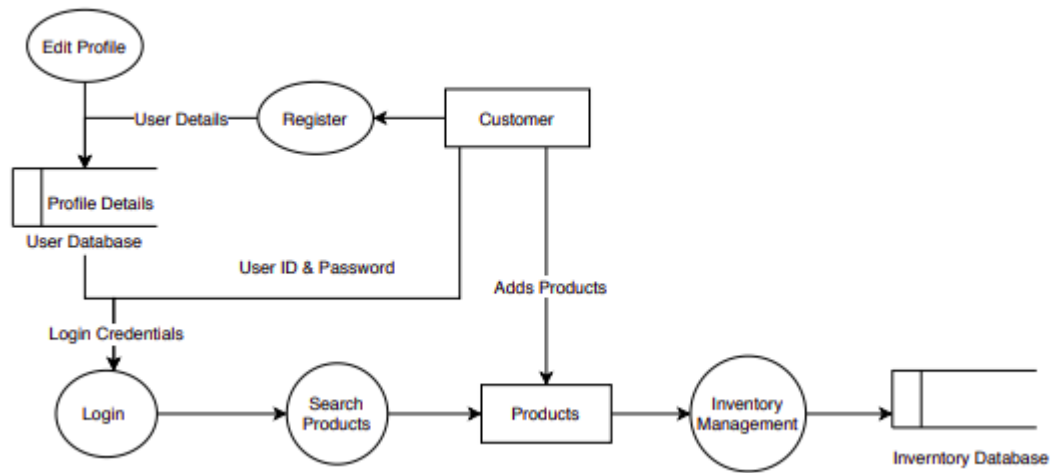 Edit Profile
User Details
Register
Customer
Profile Details
User Database
User ID & Password
Adds Products
Login Credentials
Login
Search
Products
Products
Inventory
Management
Inverntory Database